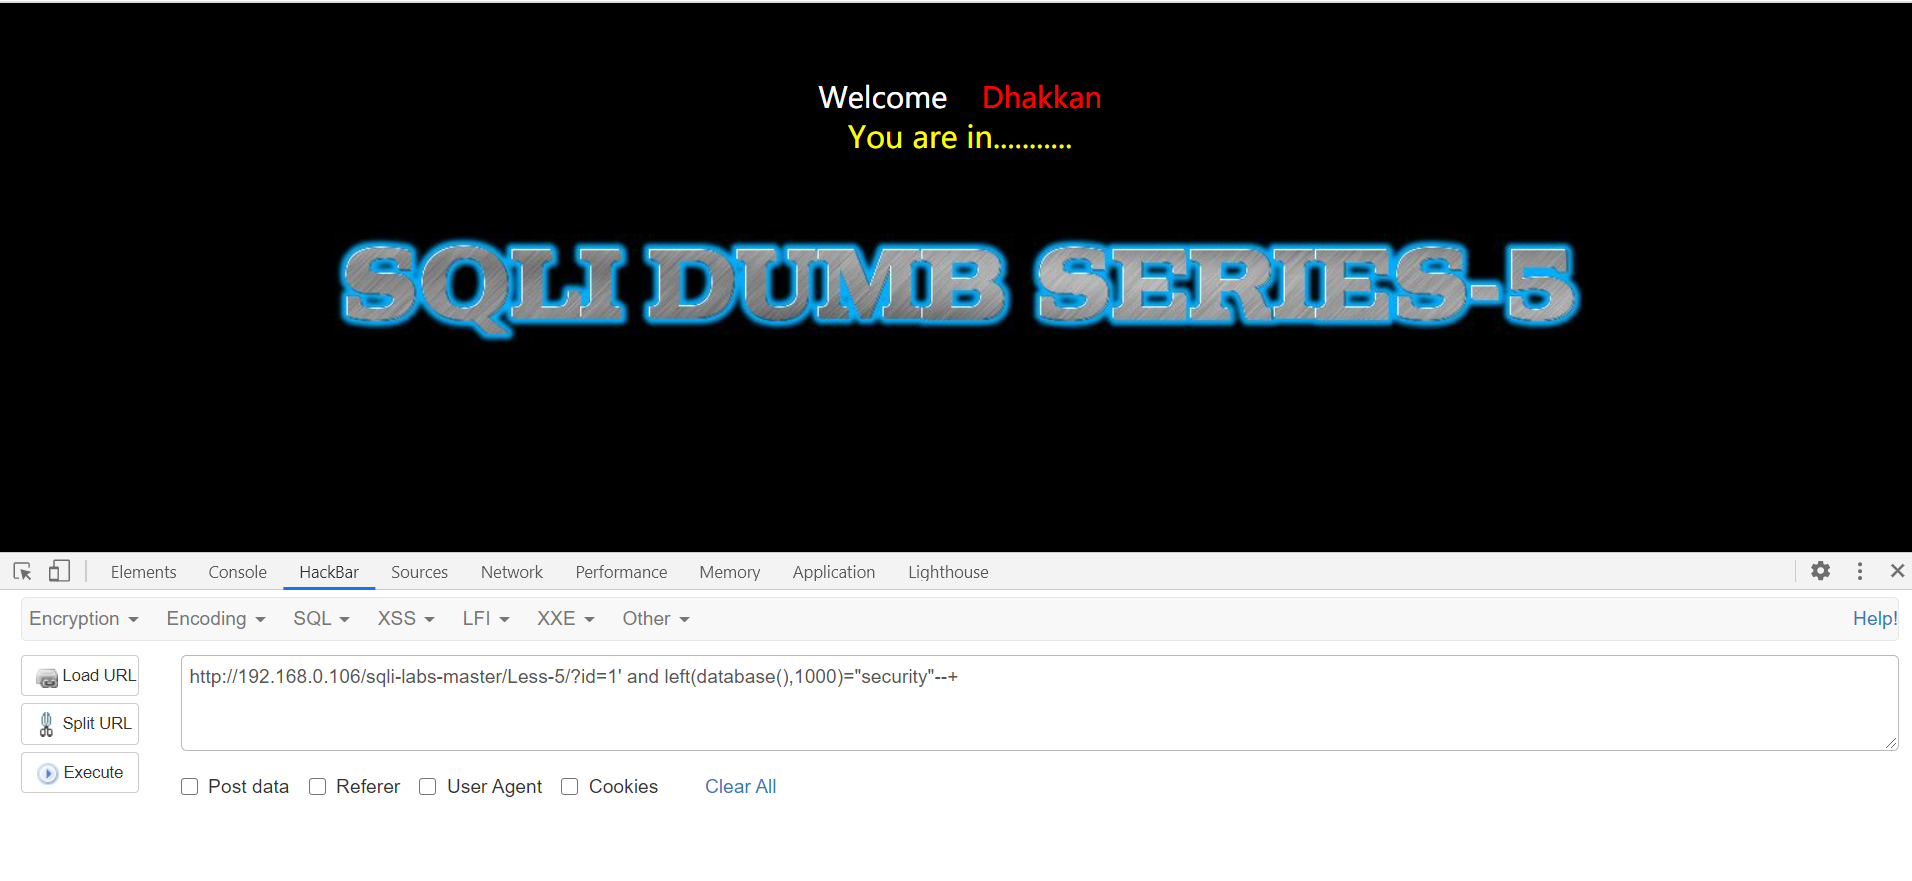 Welcome Dhakkan
You are in...........
SQLI DUMB SERIES-5
Elements Console HackBar Sources Network Performance Memory Application Lighthouse
Encryption Encoding SQL XSS LFI XXE Other Help!
Load URL http://192.168.0.106/sqli-labs-master/Less-5/?id=1' and left(database(),1000)="security"--+
Split URL
Execute
Post data Referer User Agent Cookies Clear All